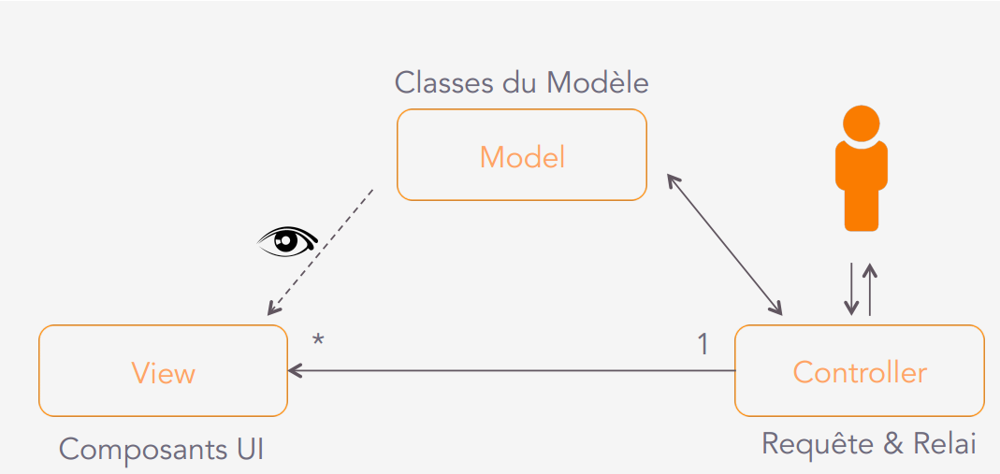 Classes du Modèle
Model
* 1
View
Controller
Composants UI
Requête & Relai